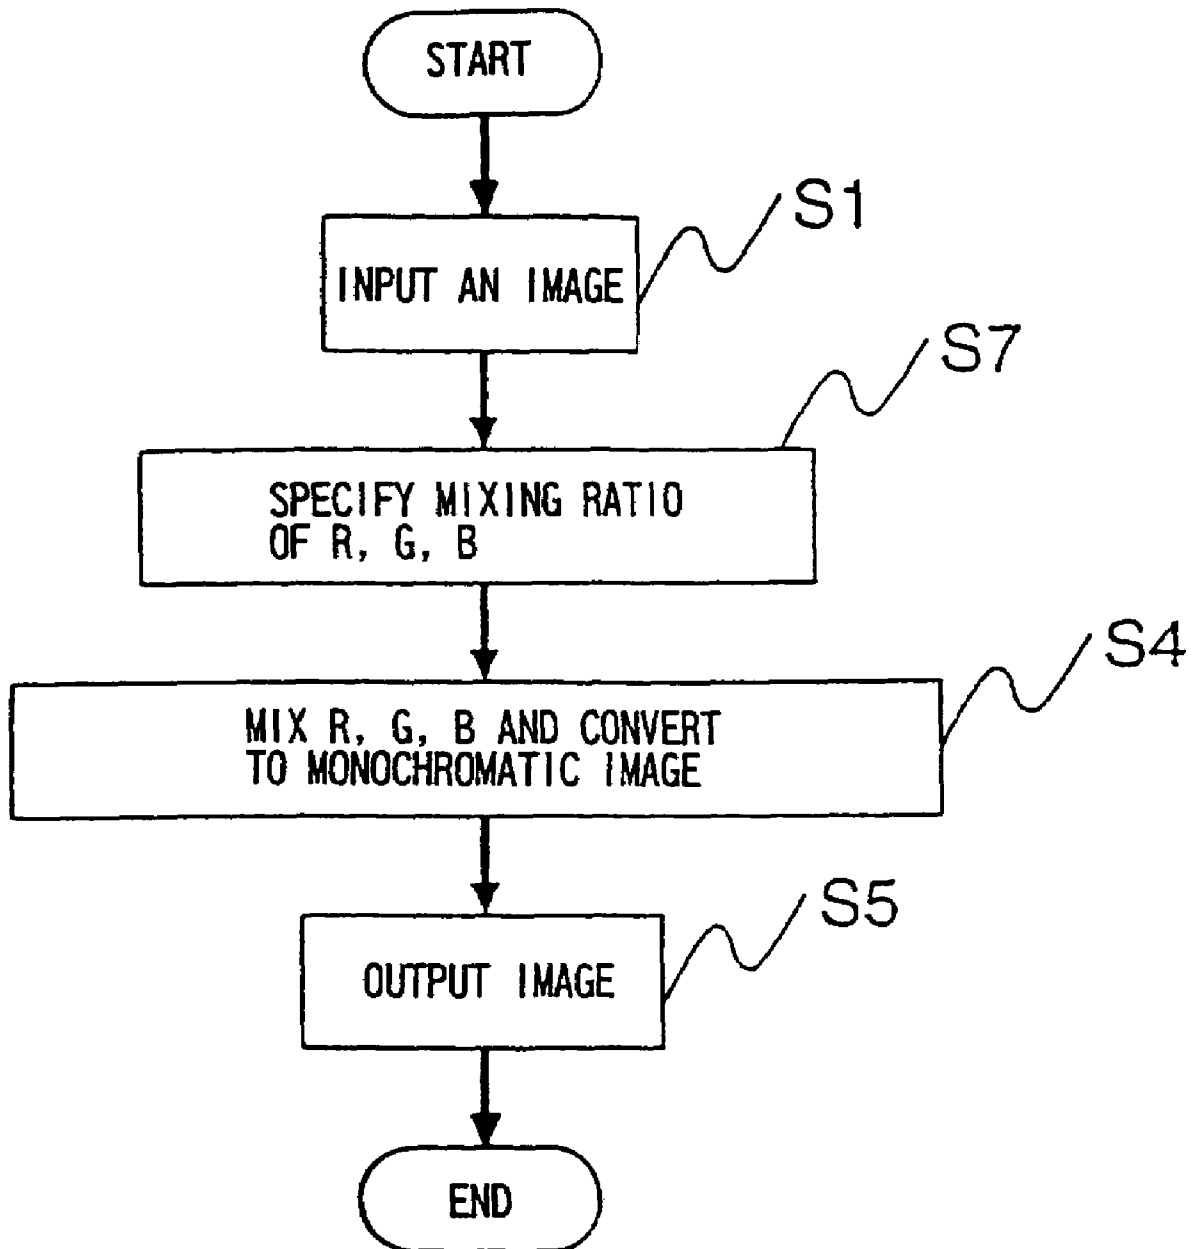 START
S1
INPUT AN IMAGE
S7
SPECIFY MIXING RATIO
OF R, G, B
S4
MIX R, G, B AND CONVERT
TO MONOCHROMATIC IMAGE
S5
OUTPUT IMAGE
END